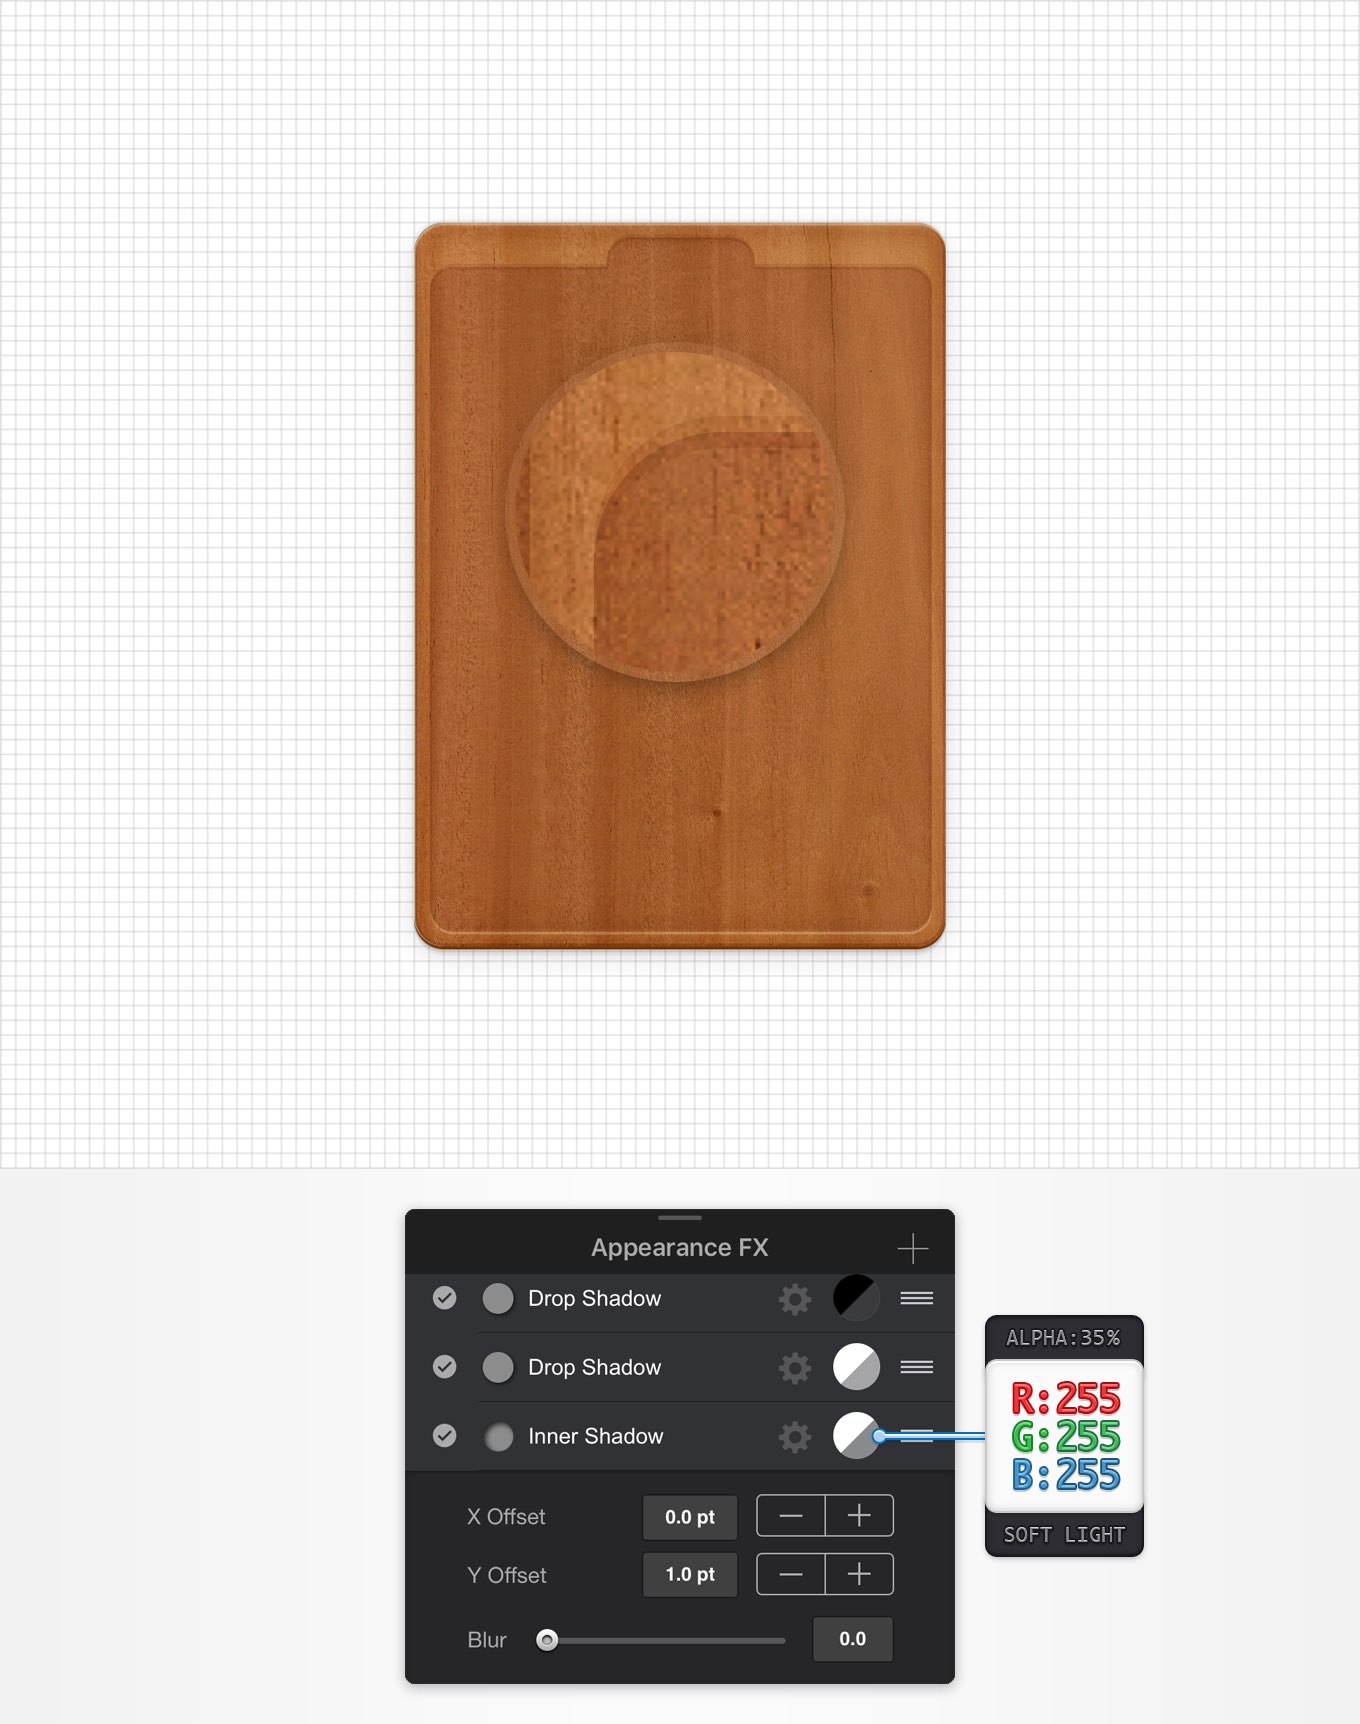 Appearance FX
Drop Shadow
Drop Shadow
Inner Shadow
X Offset 0.0 pt
Y Offset 1.0 pt
Blur 0.0
ALPHA:35%
R:255
G:255
B:255
SOFT LIGHT